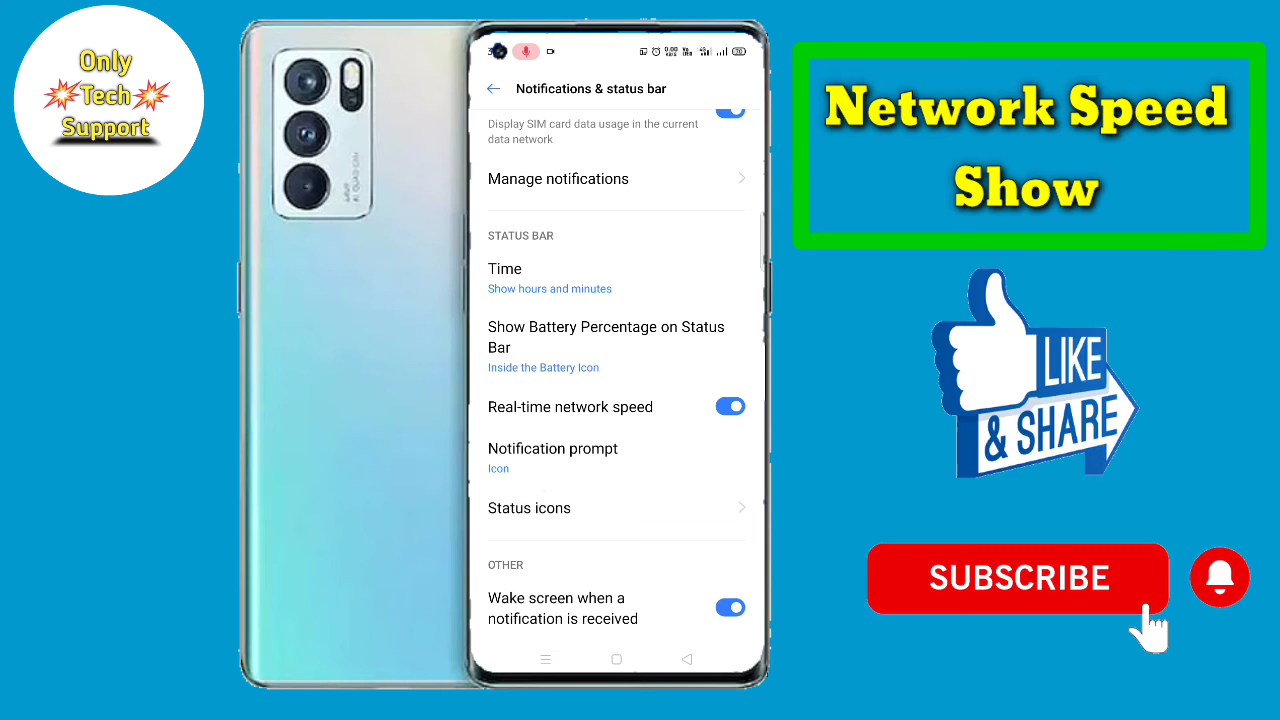 Only
Tech
Support
Notifications & status bar
Display SIM card data usage in the current
data network
Manage notifications
STATUS BAR
Time
Show hours and minutes
Show Battery Percentage on Status
Bar
Inside the Battery Icon
Real-time network speed
Notification prompt
Icon
Status icons
OTHER
Wake screen when a
notification is received
Network Speed
Show
LIKE
& SHARE
SUBSCRIBE